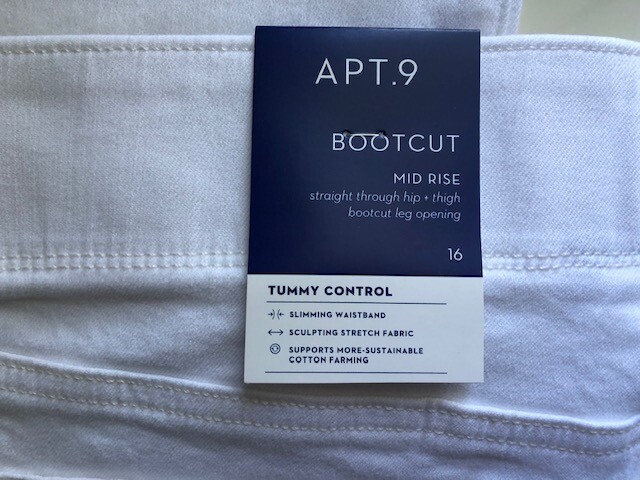 APT.9
BOOTCUT
MID RISE
straight through hip + thigh
bootcut leg opening
16
TUMMY CONTROL
SLIMMING WAISTBAND
SCULPTING STRETCH FABRIC
SUPPORTS MORE-SUSTAINABLE
COTTON FARMING